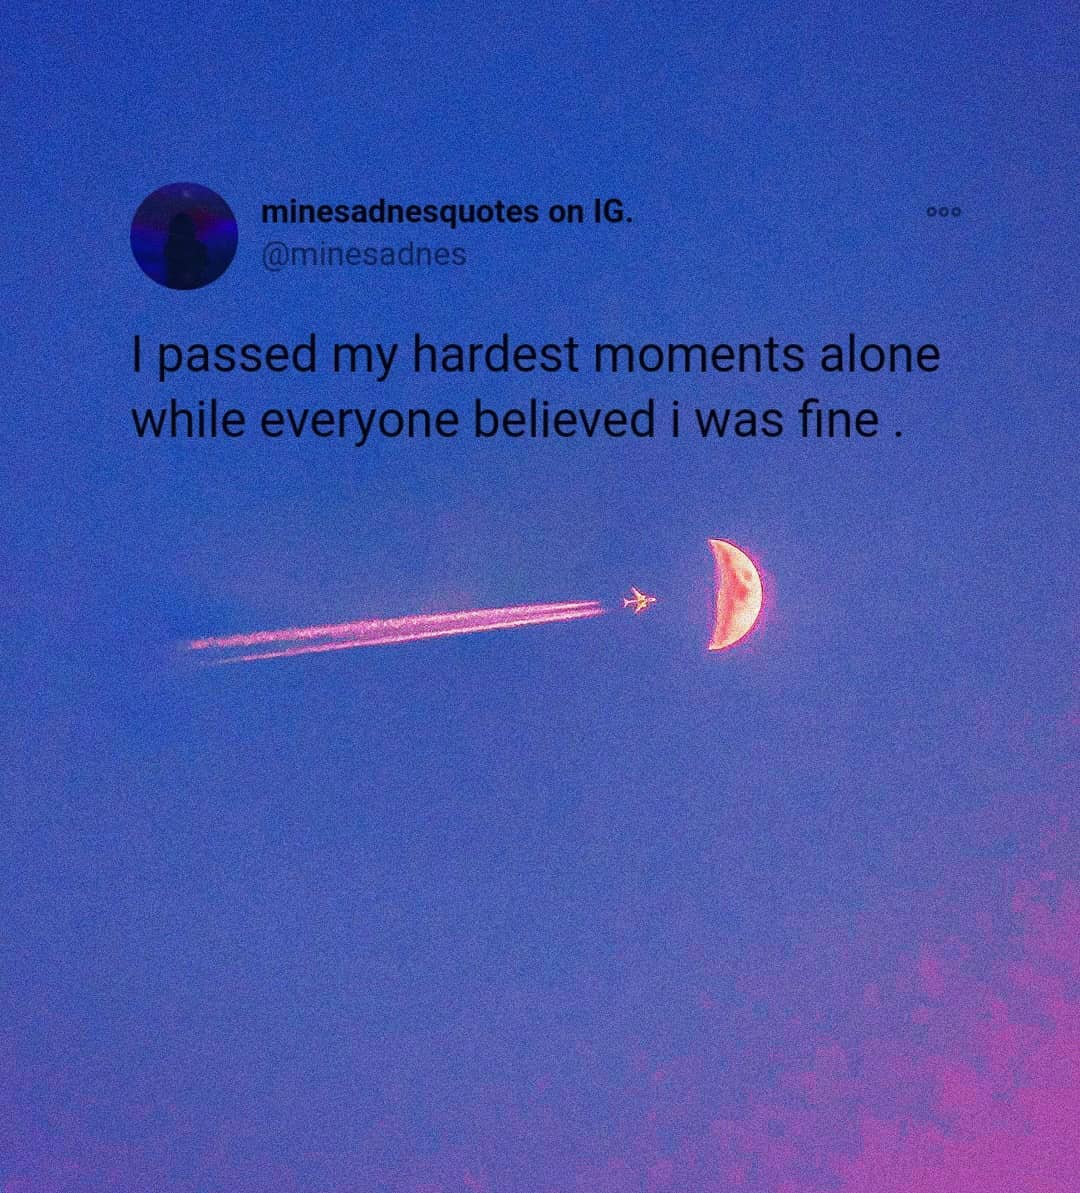 minesadnesquotes on IG.
@minesadnes
I passed my hardest moments alone
while everyone believed i was fine .